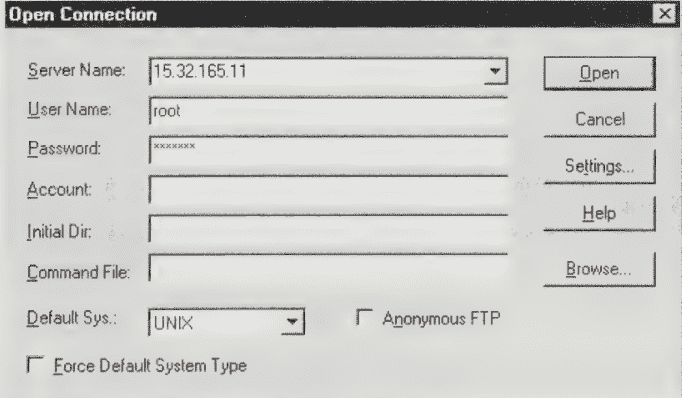 Open Connection
Server Name: 15.32.165.11 Open
User Name: root Cancel
Password: xxxxxxx
Account: Settings...
Initial Dir: Help
Command File: Browse...
Default Sys.: UNIX Anonymous FTP
Force Default System Type